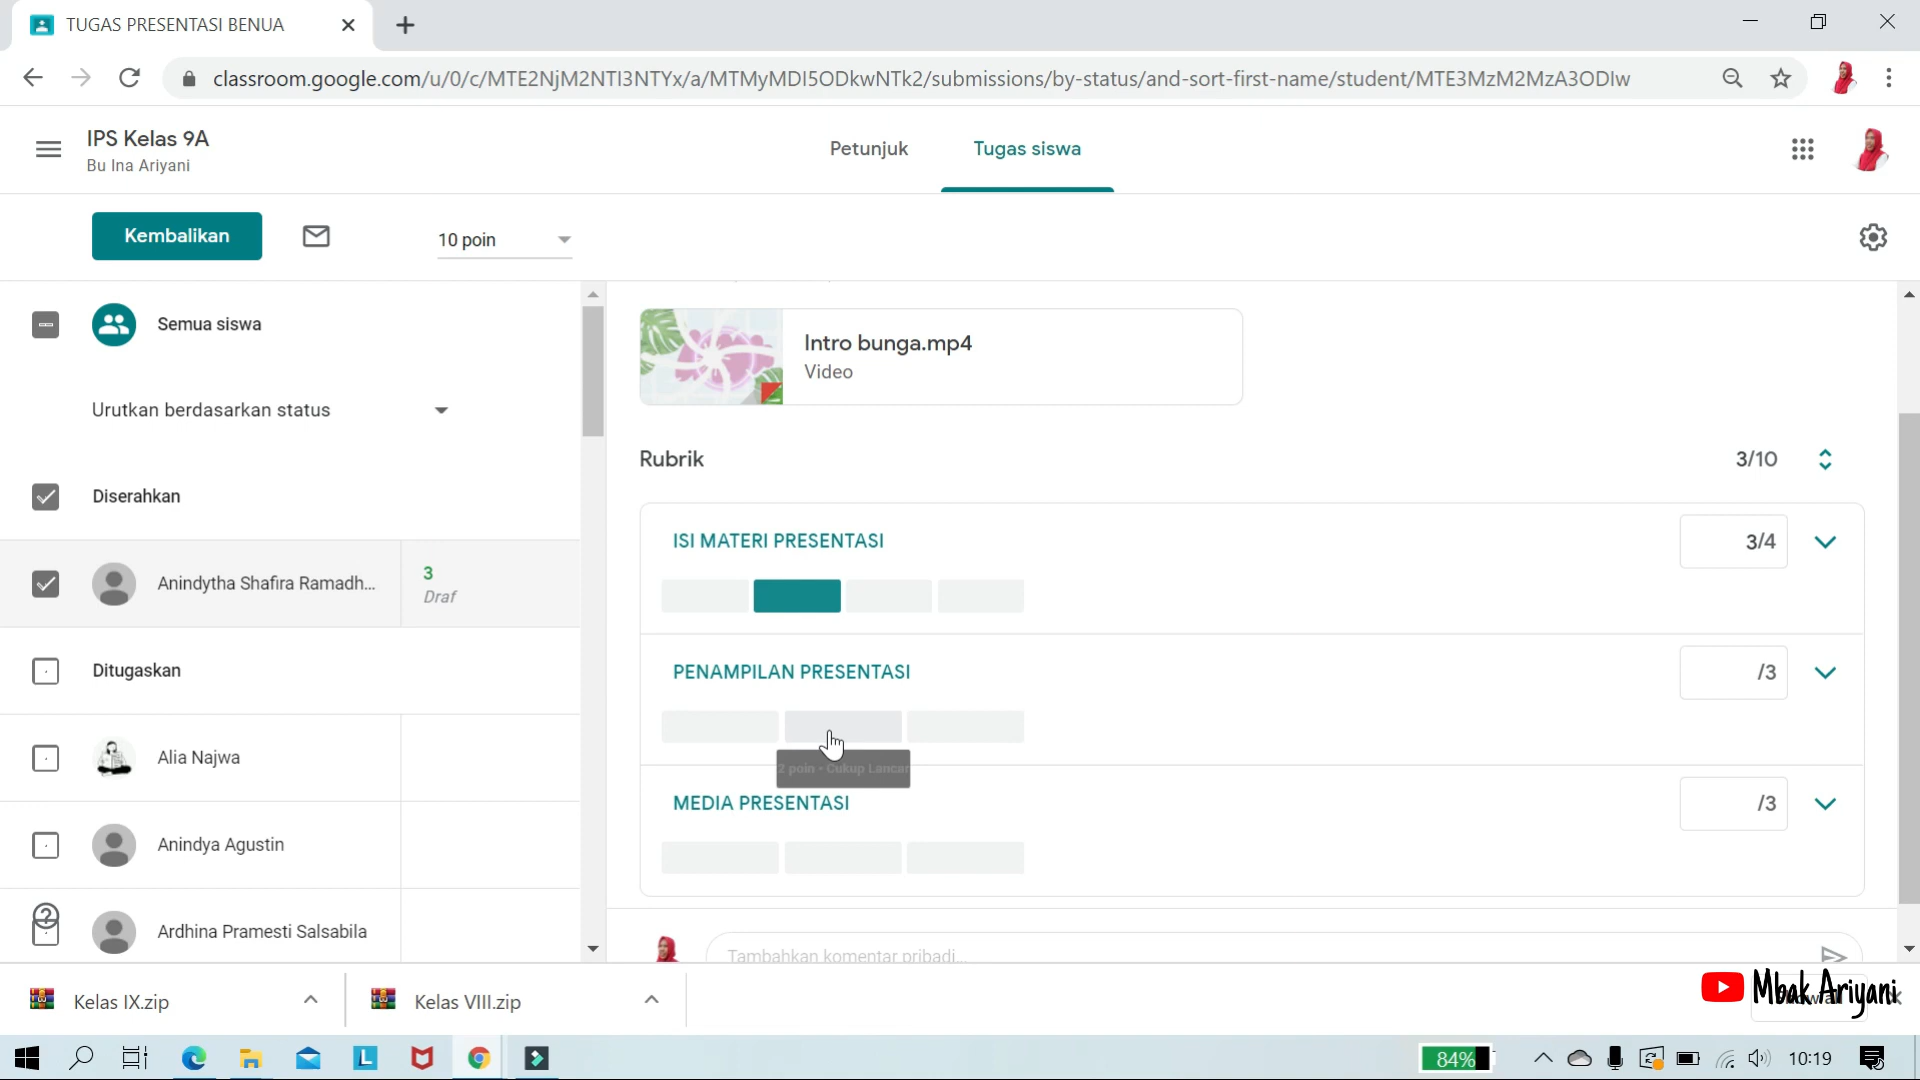 TUGAS PRESENTASI BENUA
classroom.google.com/u/0/c/MTE2NjM2NTI3NTYx/a/MTMyMDI5ODkwNTk2/submissions/by-status/and-sort-first-name/student/MTE3MzM2MzA3ODIw
IPS Kelas 9A
Bu Ina Ariyani
Petunjuk
Tugas siswa
Kembalikan
10 poin
Semua siswa
Urutkan berdasarkan status
Diserahkan
Anindytha Shafira Ramadh...
3
Draf
Ditugaskan
Alia Najwa
Anindya Agustin
Ardhina Pramesti Salsabila
Intro bunga.mp4
Video
Rubrik
3/10
ISI MATERI PRESENTASI
3/4
PENAMPILAN PRESENTASI
/3
2 poin - Cukup Lancar
MEDIA PRESENTASI
/3
Tambahkan komentar pribadi...
Kelas IX.zip
Kelas VIII.zip
Mbak Ariyani
84%
10:19